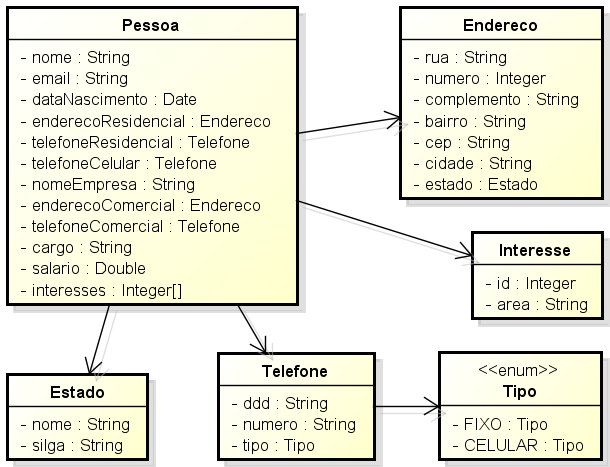 Pessoa
- nome : String
- email : String
- dataNascimento : Date
- enderecoResidencial : Endereco
- telefoneResidencial : Telefone
- telefoneCelular : Telefone
- nomeEmpresa : String
- enderecoComercial : Endereco
- telefoneComercial : Telefone
- cargo : String
- salario : Double
- interesses : Integer[]
Endereco
- rua : String
- numero : Integer
- complemento : String
- bairro : String
- cep : String
- cidade : String
- estado : Estado
Interesse
- id : Integer
- area : String
Estado
- nome : String
- silga : String
Telefone
- ddd : String
- numero : String
- tipo : Tipo
<<enum>>
Tipo
- FIXO : Tipo
- CELULAR : Tipo